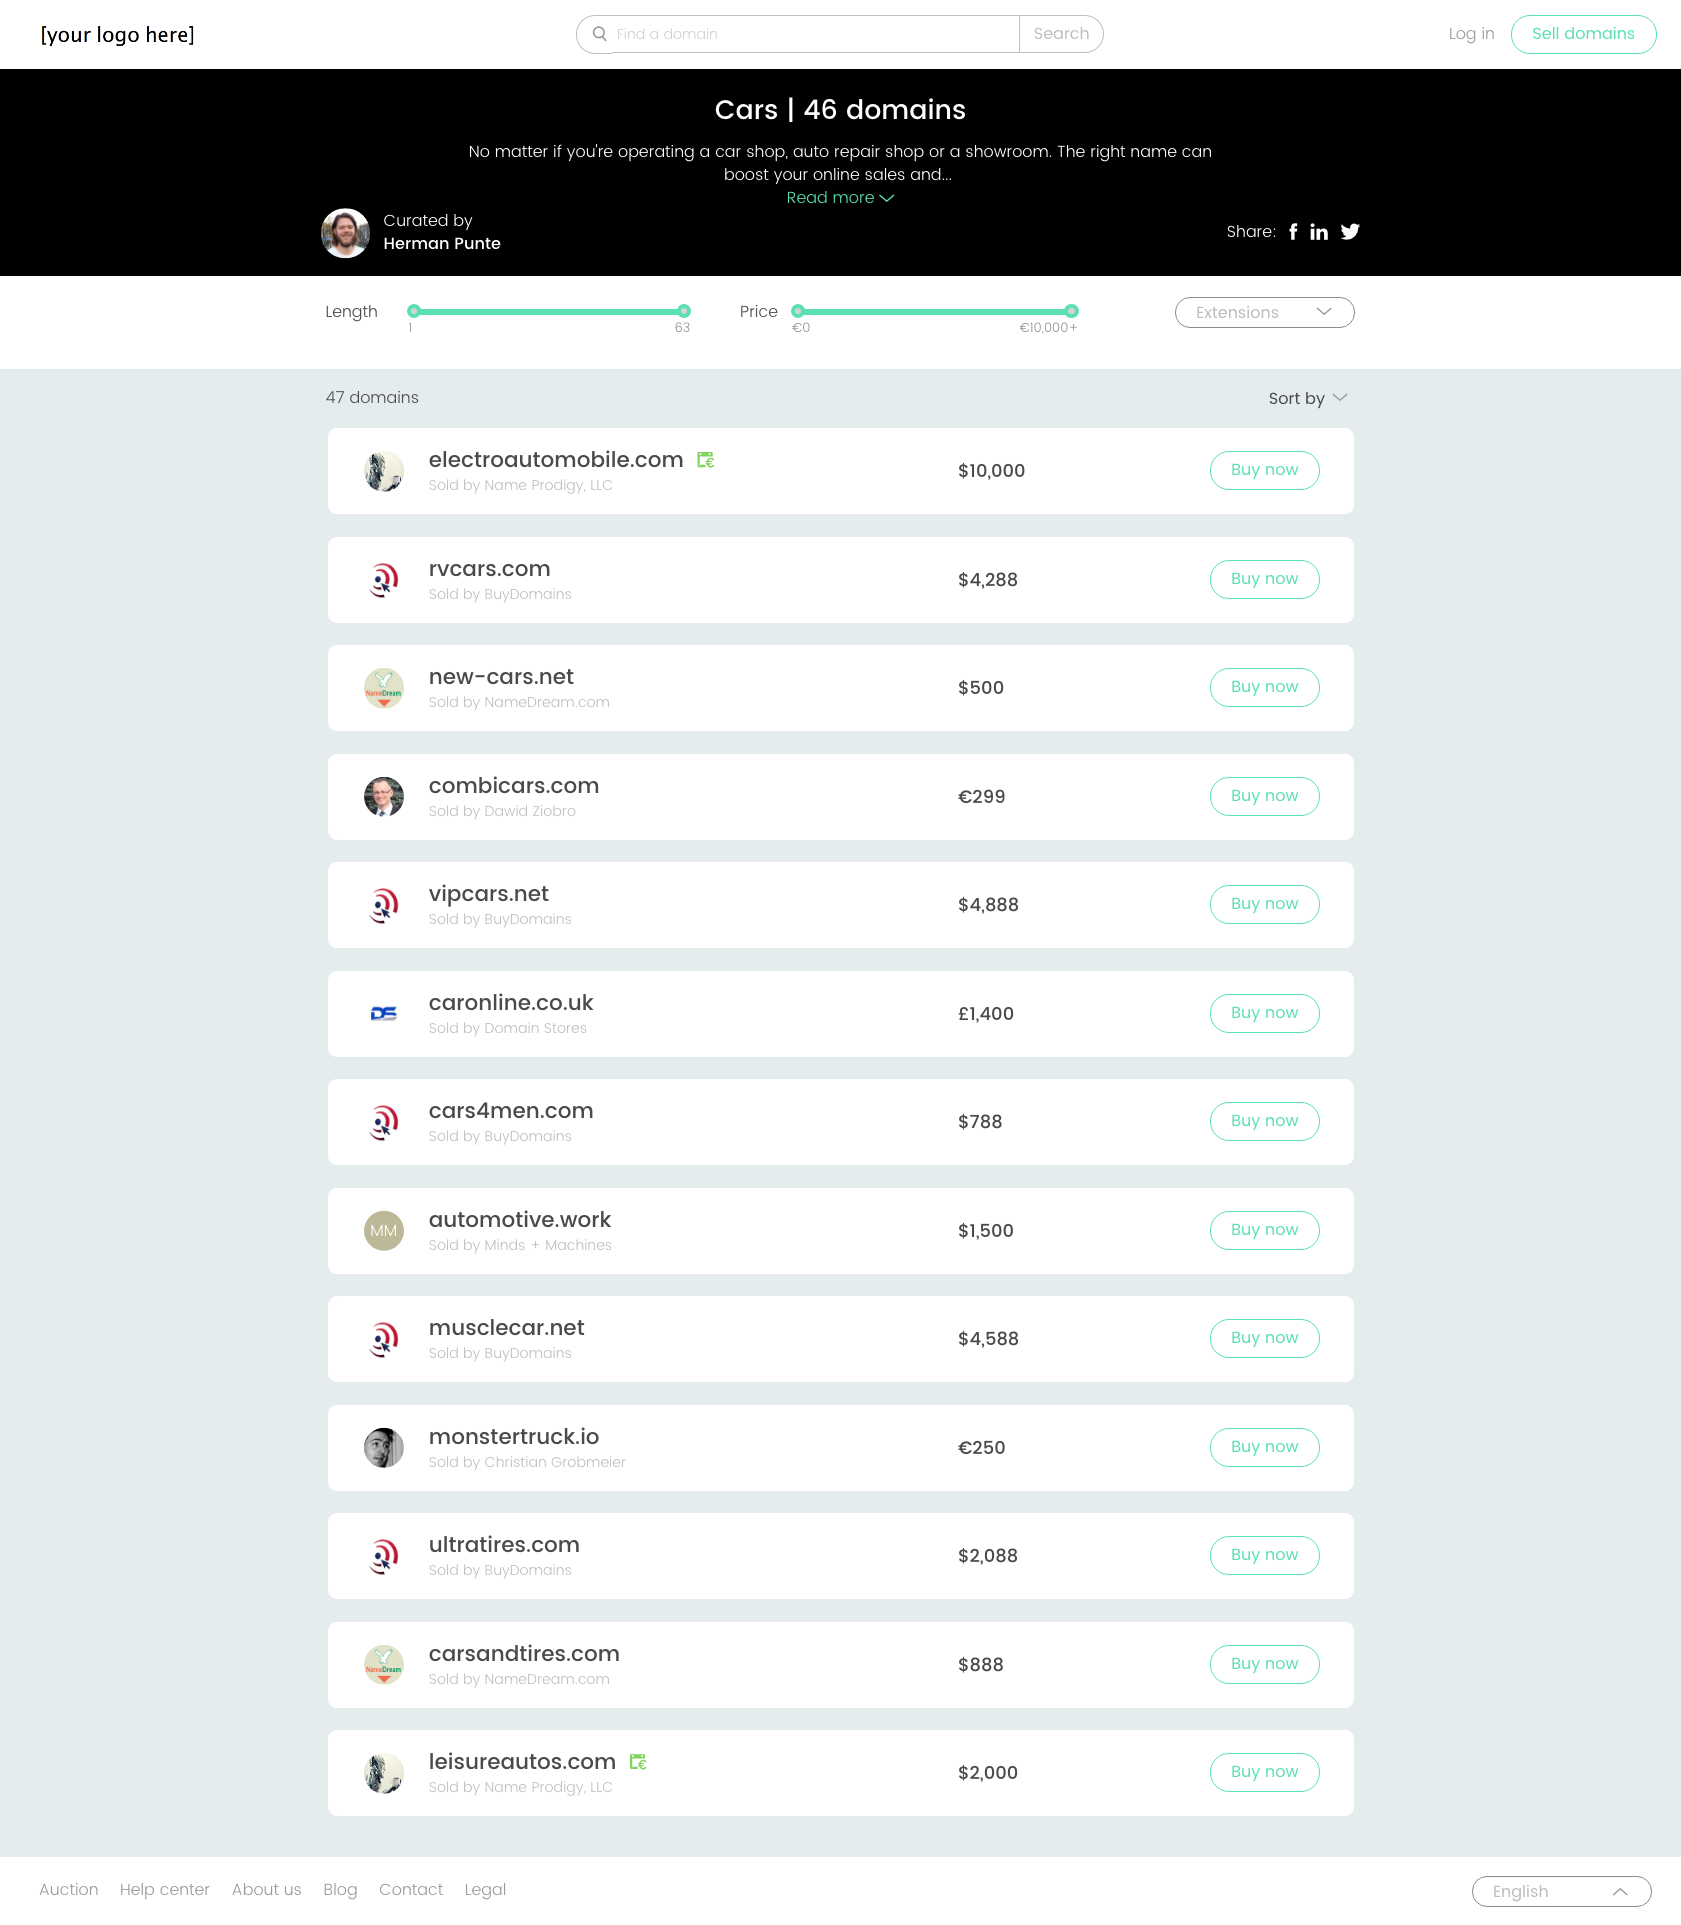 [your logo here]
Find a domain
Search
Log in
Sell domains
Cars | 46 domains
No matter if you're operating a car shop, auto repair shop or a showroom. The right name can
boost your online sales and...
Read more
Curated by
Herman Punte
Share:
Length
1
63
Price
€0
€10,000+
Extensions
47 domains
Sort by
electroautomobile.com
Sold by Name Prodigy, LLC
$10,000
Buy now
rvcars.com
Sold by BuyDomains
$4,288
Buy now
NameDream
new-cars.net
Sold by NameDream.com
$500
Buy now
combicars.com
Sold by Dawid Ziobro
€299
Buy now
vipcars.net
Sold by BuyDomains
$4,888
Buy now
DS
caronline.co.uk
Sold by Domain Stores
£1,400
Buy now
cars4men.com
Sold by BuyDomains
$788
Buy now
MM
automotive.work
Sold by Minds + Machines
$1,500
Buy now
musclecar.net
Sold by BuyDomains
$4,588
Buy now
monstertruck.io
Sold by Christian Grobmeier
€250
Buy now
ultratires.com
Sold by BuyDomains
$2,088
Buy now
NameDream
carsandtires.com
Sold by NameDream.com
$888
Buy now
leisureautos.com
Sold by Name Prodigy, LLC
$2,000
Buy now
Auction
Help center
About us
Blog
Contact
Legal
English